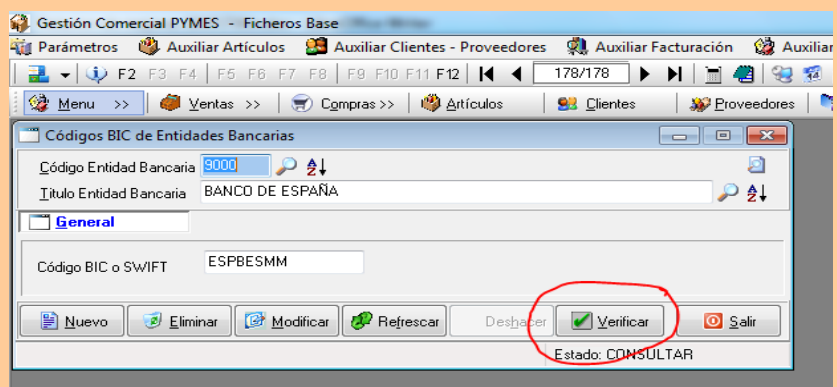 Gestión Comercial PYMES - Ficheros Base
Parámetros Auxiliar Artículos Auxiliar Clientes - Proveedores Auxiliar Facturación Auxiliar
F2 F3 F4 F5 F6 F7 F8 F9 F10 F11 F12 178/178
Menu >> Ventas >> Compras >> Artículos Clientes Proveedores
Códigos BIC de Entidades Bancarias
Código Entidad Bancaria 9000
Titulo Entidad Bancaria BANCO DE ESPAÑA
General
Código BIC o SWIFT ESPBESMM
Nuevo Eliminar Modificar Refrescar Deshacer Verificar Salir
Estado: CONSULTAR